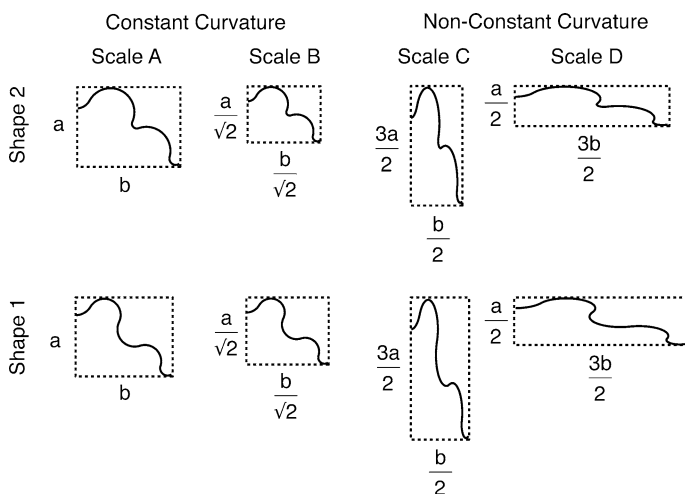 Constant Curvature
Non-Constant Curvature
Scale A
Scale B
Scale C
Scale D
Shape 2
a
b
a
√2
b
√2
3a
2
b
2
a
2
3b
2
Shape 1
a
b
a
√2
b
√2
3a
2
b
2
a
2
3b
2